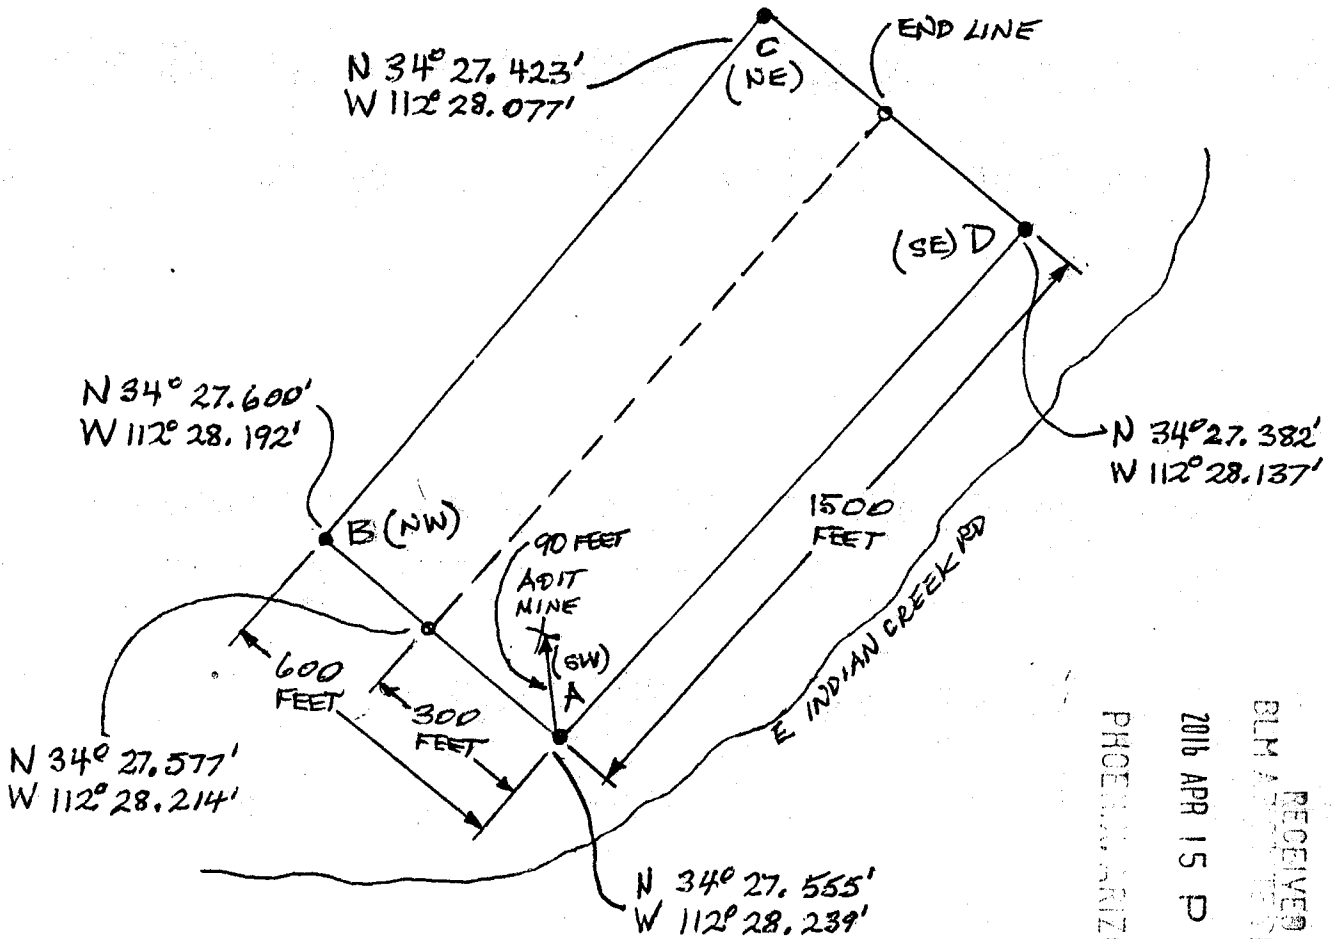 END LINE
C
(NE)
N 34° 27.423'
W 112° 28.077'
(SE) D
N 34° 27.600'
W 112° 28.192'
B (NW)
N 34° 27.382'
W 112° 28.137'
90 FEET
ADIT
MINE
1500
FEET
(SW)
A
600
FEET
300
FEET
E INDIAN CREEK RD
N 34° 27.577'
W 112° 28.214'
N 34° 27.555'
W 112° 28.239'
RECEIVED
BLM
2016 APR 15 P